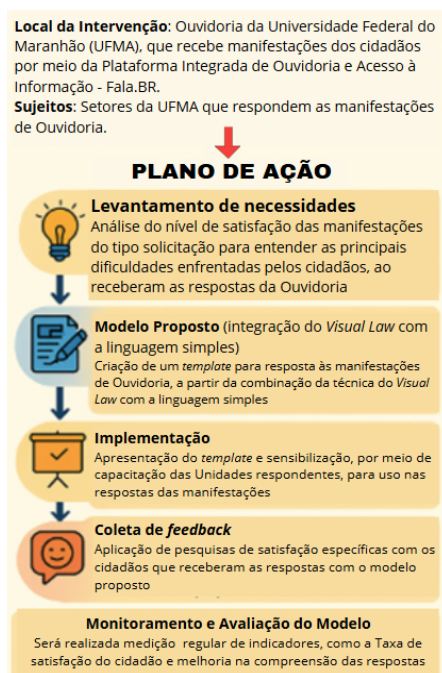 Local da Intervenção: Ouvidoria da Universidade Federal do
Maranhão (UFMA), que recebe manifestações dos cidadãos
por meio da Plataforma Integrada de Ouvidoria e Acesso à
Informação - Fala.BR.
Sujeitos: Setores da UFMA que respondem as manifestações
de Ouvidoria.
PLANO DE AÇÃO
Levantamento de necessidades
Análise do nível de satisfação das manifestações
do tipo solicitação para entender as principais
dificuldades enfrentadas pelos cidadãos, ao
receberam as respostas da Ouvidoria
Modelo Proposto (integração do Visual Law com
a linguagem simples)
Criação de um template para resposta às manifestações
de Ouvidoria, a partir da combinação da técnica do Visual
Law com a linguagem simples
Implementação
Apresentação do template e sensibilização, por meio de
capacitação das Unidades respondentes, para uso nas
respostas das manifestações
Coleta de feedback
Aplicação de pesquisas de satisfação específicas com os
cidadãos que receberam as respostas com o modelo
proposto
Monitoramento e Avaliação do Modelo
Será realizada medição regular de indicadores, como a Taxa de
satisfação do cidadão e melhoria na compreensão das respostas